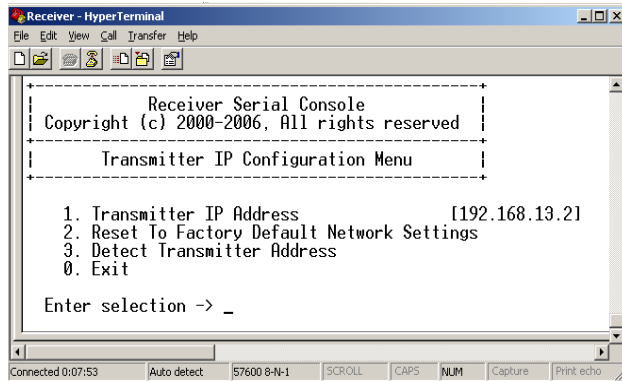 Receiver - HyperTerminal
File Edit View Call Transfer Help
Receiver Serial Console
Copyright (c) 2000-2006, All rights reserved
Transmitter IP Configuration Menu
1. Transmitter IP Address [192.168.13.2]
2. Reset To Factory Default Network Settings
3. Detect Transmitter Address
0. Exit
Enter selection -> _
Connected 0:07:53 Auto detect 57600 8-N-1 SCROLL CAPS NUM Capture Print echo